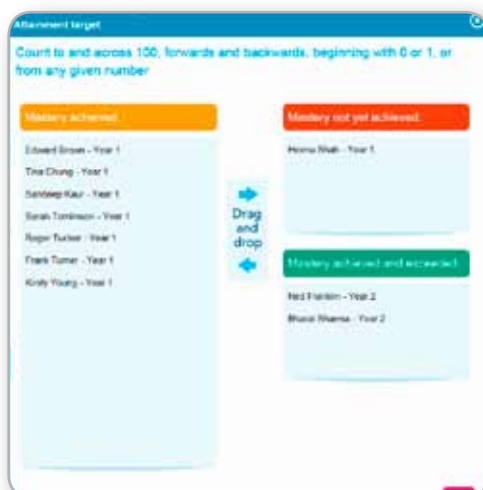 Attainment target
Count to and across 100, forwards and backwards, beginning with 0 or 1, or
from any given number
Mastery achieved
Edward Brown - Year 1
Tina Chung - Year 1
Sandeep Kaur - Year 1
Sarah Tomlinson - Year 1
Roger Turner - Year 1
Frank Turner - Year 1
Kirsty Young - Year 1
Drag
and
drop
Mastery not yet achieved
Shah - Year 1
Mastery achieved and exceeded
Ned Franklin - Year 2
Bharat Sharma - Year 2